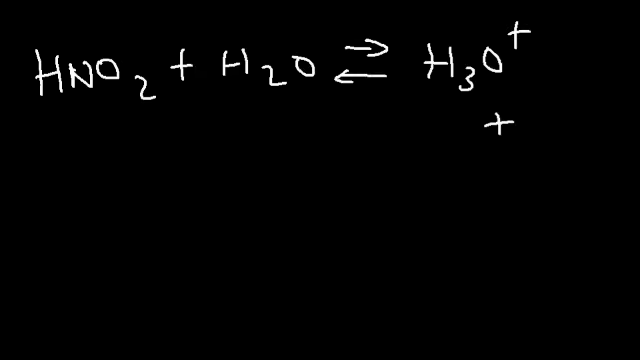 HNO₂ + H₂O ⇌ H₃O⁺
+